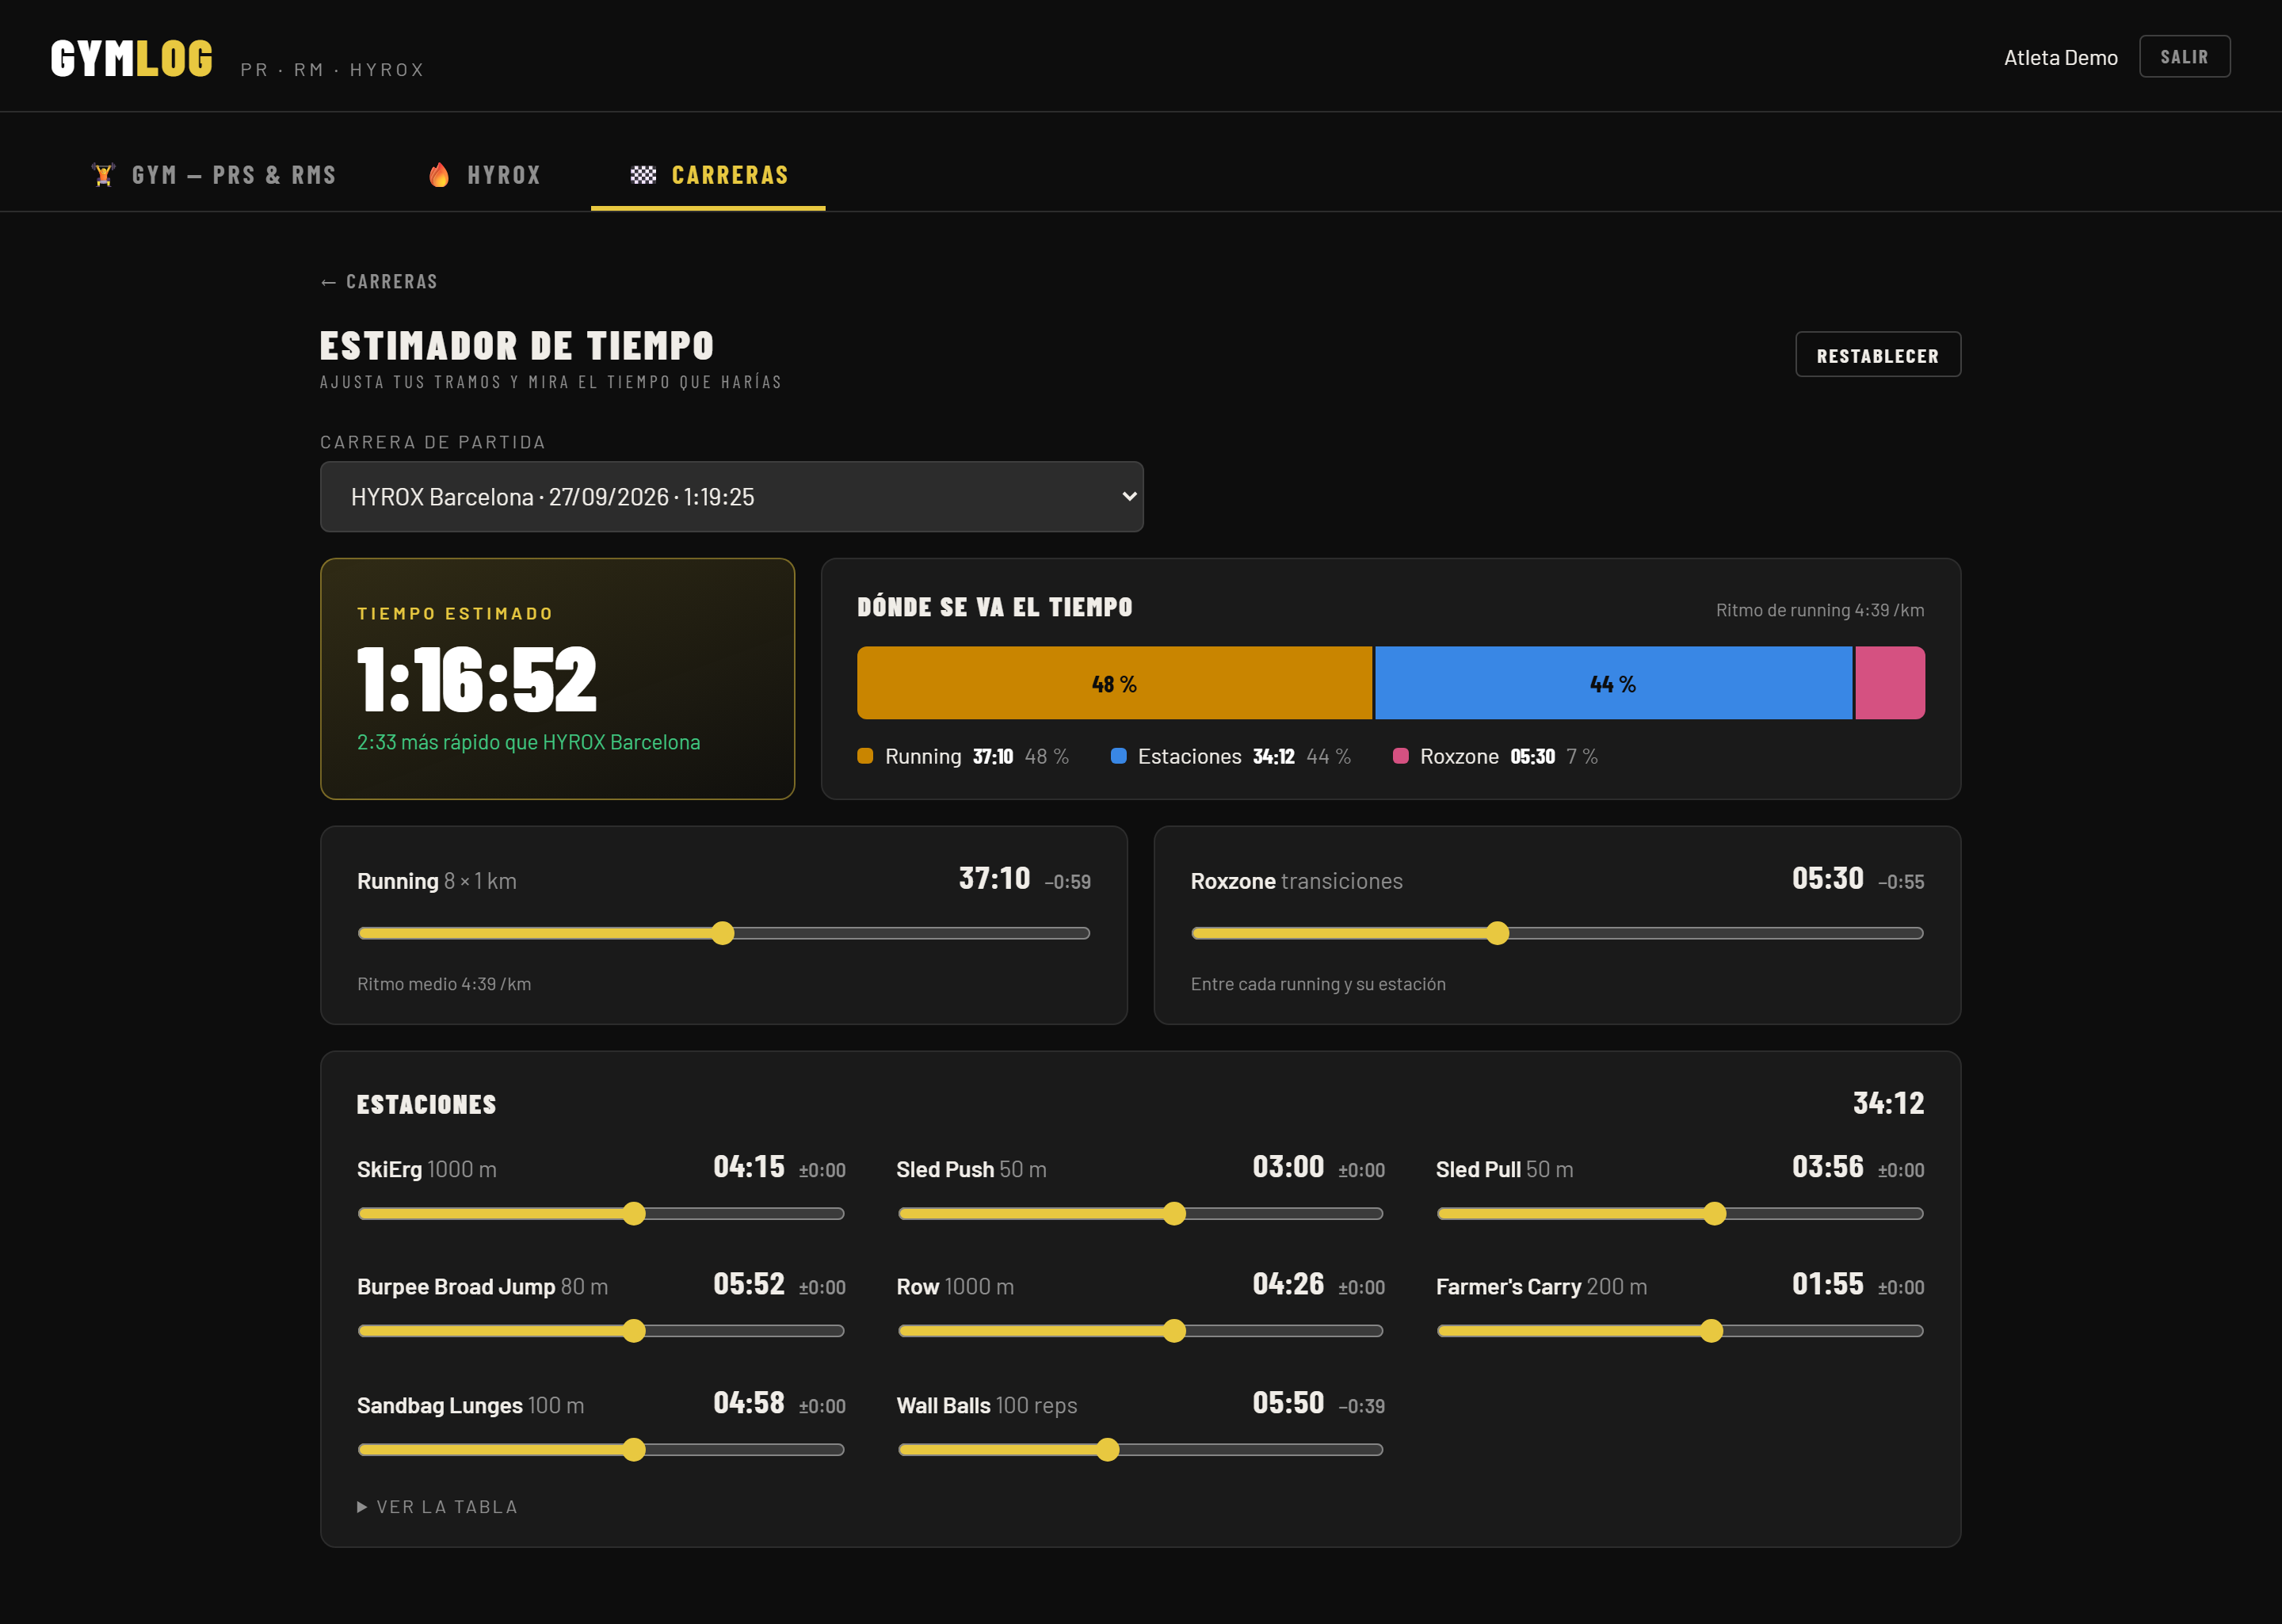 GYMLOG PR · RM · HYROX
Atleta Demo SALIR
GYM — PRS & RMS HYROX CARRERAS
← CARRERAS
ESTIMADOR DE TIEMPO
RESTABLECER
AJUSTA TUS TRAMOS Y MIRA EL TIEMPO QUE HARÍAS
CARRERA DE PARTIDA
HYROX Barcelona · 27/09/2026 · 1:19:25
TIEMPO ESTIMADO
1:16:52
2:33 más rápido que HYROX Barcelona
DÓNDE SE VA EL TIEMPO Ritmo de running 4:39 /km
48 % 44 %
Running 37:10 48 % Estaciones 34:12 44 % Roxzone 05:30 7 %
Running 8 × 1 km 37:10 −0:59
Ritmo medio 4:39 /km
Roxzone transiciones 05:30 −0:55
Entre cada running y su estación
ESTACIONES 34:12
SkiErg 1000 m 04:15 ±0:00
Sled Push 50 m 03:00 ±0:00
Sled Pull 50 m 03:56 ±0:00
Burpee Broad Jump 80 m 05:52 ±0:00
Row 1000 m 04:26 ±0:00
Farmer's Carry 200 m 01:55 ±0:00
Sandbag Lunges 100 m 04:58 ±0:00
Wall Balls 100 reps 05:50 −0:39
▶ VER LA TABLA